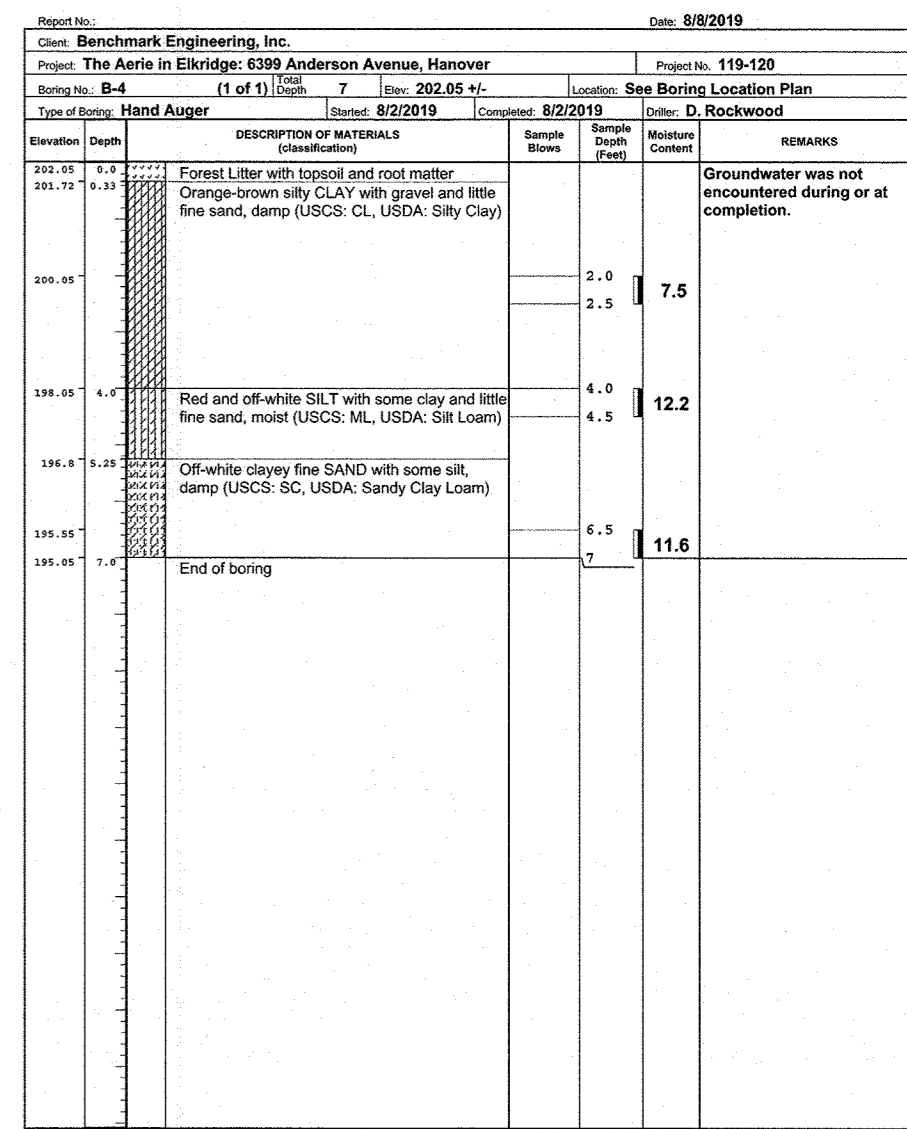 Report No.: Date: 8/8/2019
Client: Benchmark Engineering, Inc.
Project: The Aerie in Elkridge: 6399 Anderson Avenue, Hanover Project No. 119-120
Boring No.: B-4 (1 of 1) Total Depth 7 Elev: 202.05 +/- Location: See Boring Location Plan
Type of Boring: Hand Auger Started: 8/2/2019 Completed: 8/2/2019 Driller: D. Rockwood
Elevation Depth DESCRIPTION OF MATERIALS (classification) Sample Blows Sample Depth (Feet) Moisture Content REMARKS
202.05 0.0 Forest Litter with topsoil and root matter Groundwater was not
201.72 0.33 Orange-brown silty CLAY with gravel and little encountered during or at
fine sand, damp (USCS: CL, USDA: Silty Clay) completion.
200.05 2.0
7.5
2.5
198.05 4.0 4.0
Red and off-white SILT with some clay and little 12.2
fine sand, moist (USCS: ML, USDA: Silt Loam) 4.5
196.8 5.25 Off-white clayey fine SAND with some silt,
damp (USCS: SC, USDA: Sandy Clay Loam)
195.55 6.5
11.6
195.05 7.0 7
End of boring